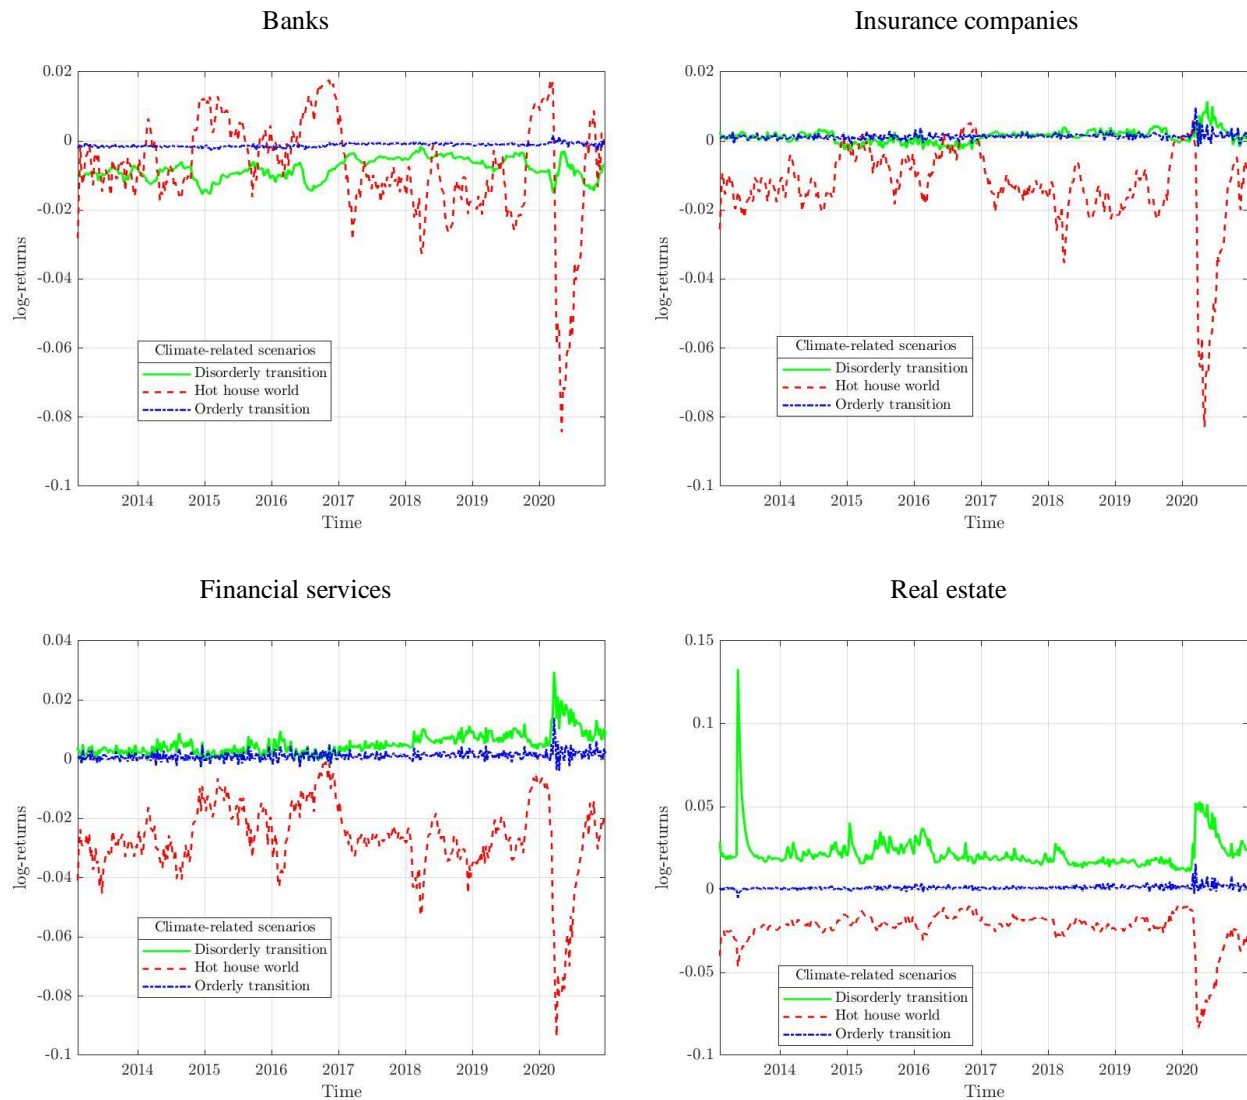 Banks
0.02
0
-0.02
-0.04
-0.06
-0.08
-0.1
log-returns
Climate-related scenarios
Disorderly transition
Hot house world
Orderly transition
2014 2015 2016 2017 2018 2019 2020
Time
Insurance companies
0.02
0
-0.02
-0.04
-0.06
-0.08
-0.1
log-returns
Climate-related scenarios
Disorderly transition
Hot house world
Orderly transition
2014 2015 2016 2017 2018 2019 2020
Time
Financial services
0.04
0.02
0
-0.02
-0.04
-0.06
-0.08
-0.1
log-returns
Climate-related scenarios
Disorderly transition
Hot house world
Orderly transition
2014 2015 2016 2017 2018 2019 2020
Time
Real estate
0.15
0.1
0.05
0
-0.05
-0.1
log-returns
Climate-related scenarios
Disorderly transition
Hot house world
Orderly transition
2014 2015 2016 2017 2018 2019 2020
Time